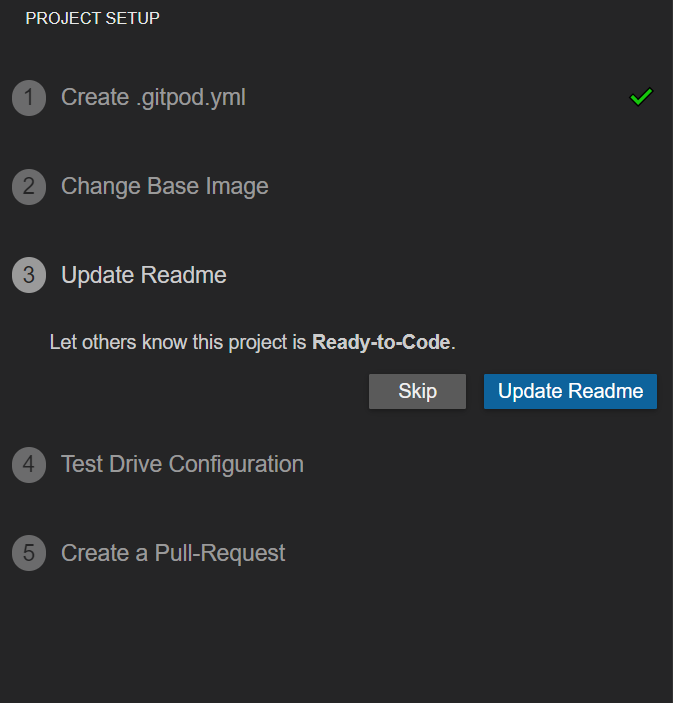 PROJECT SETUP
1 Create .gitpod.yml
2 Change Base Image
3 Update Readme
Let others know this project is Ready-to-Code.
Skip Update Readme
4 Test Drive Configuration
5 Create a Pull-Request